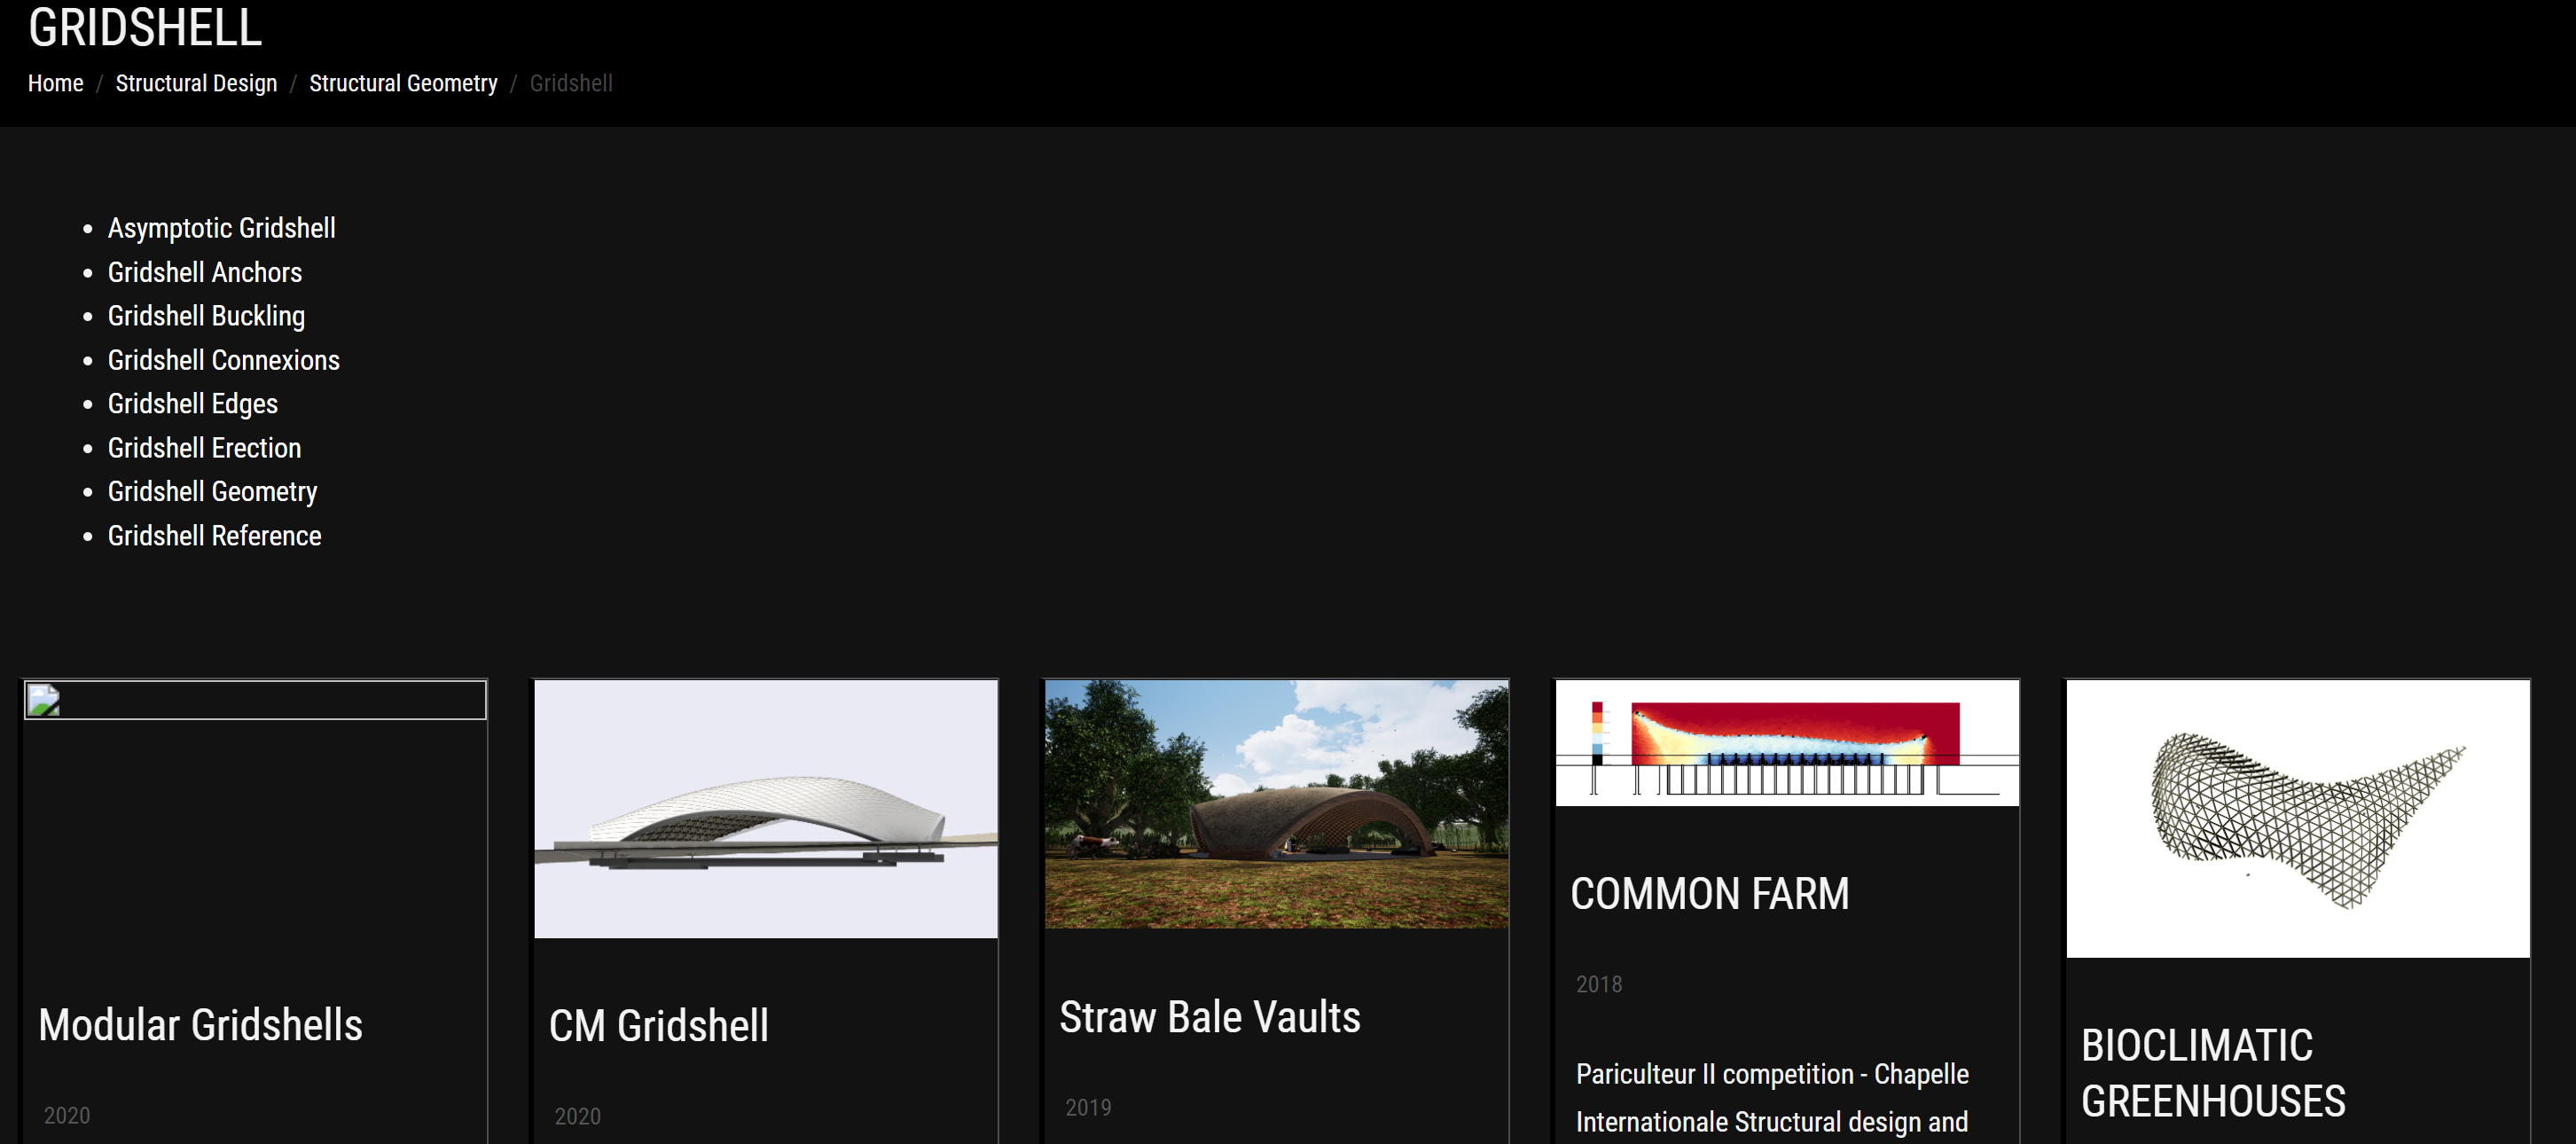 GRIDSHELL
Home / Structural Design / Structural Geometry / Gridshell
Asymptotic Gridshell
Gridshell Anchors
Gridshell Buckling
Gridshell Connexions
Gridshell Edges
Gridshell Erection
Gridshell Geometry
Gridshell Reference
Modular Gridshells
2020
CM Gridshell
2020
Straw Bale Vaults
2019
COMMON FARM
2018
Pariculteur II competition - Chapelle
Internationale Structural design and
BIOCLIMATIC
GREENHOUSES